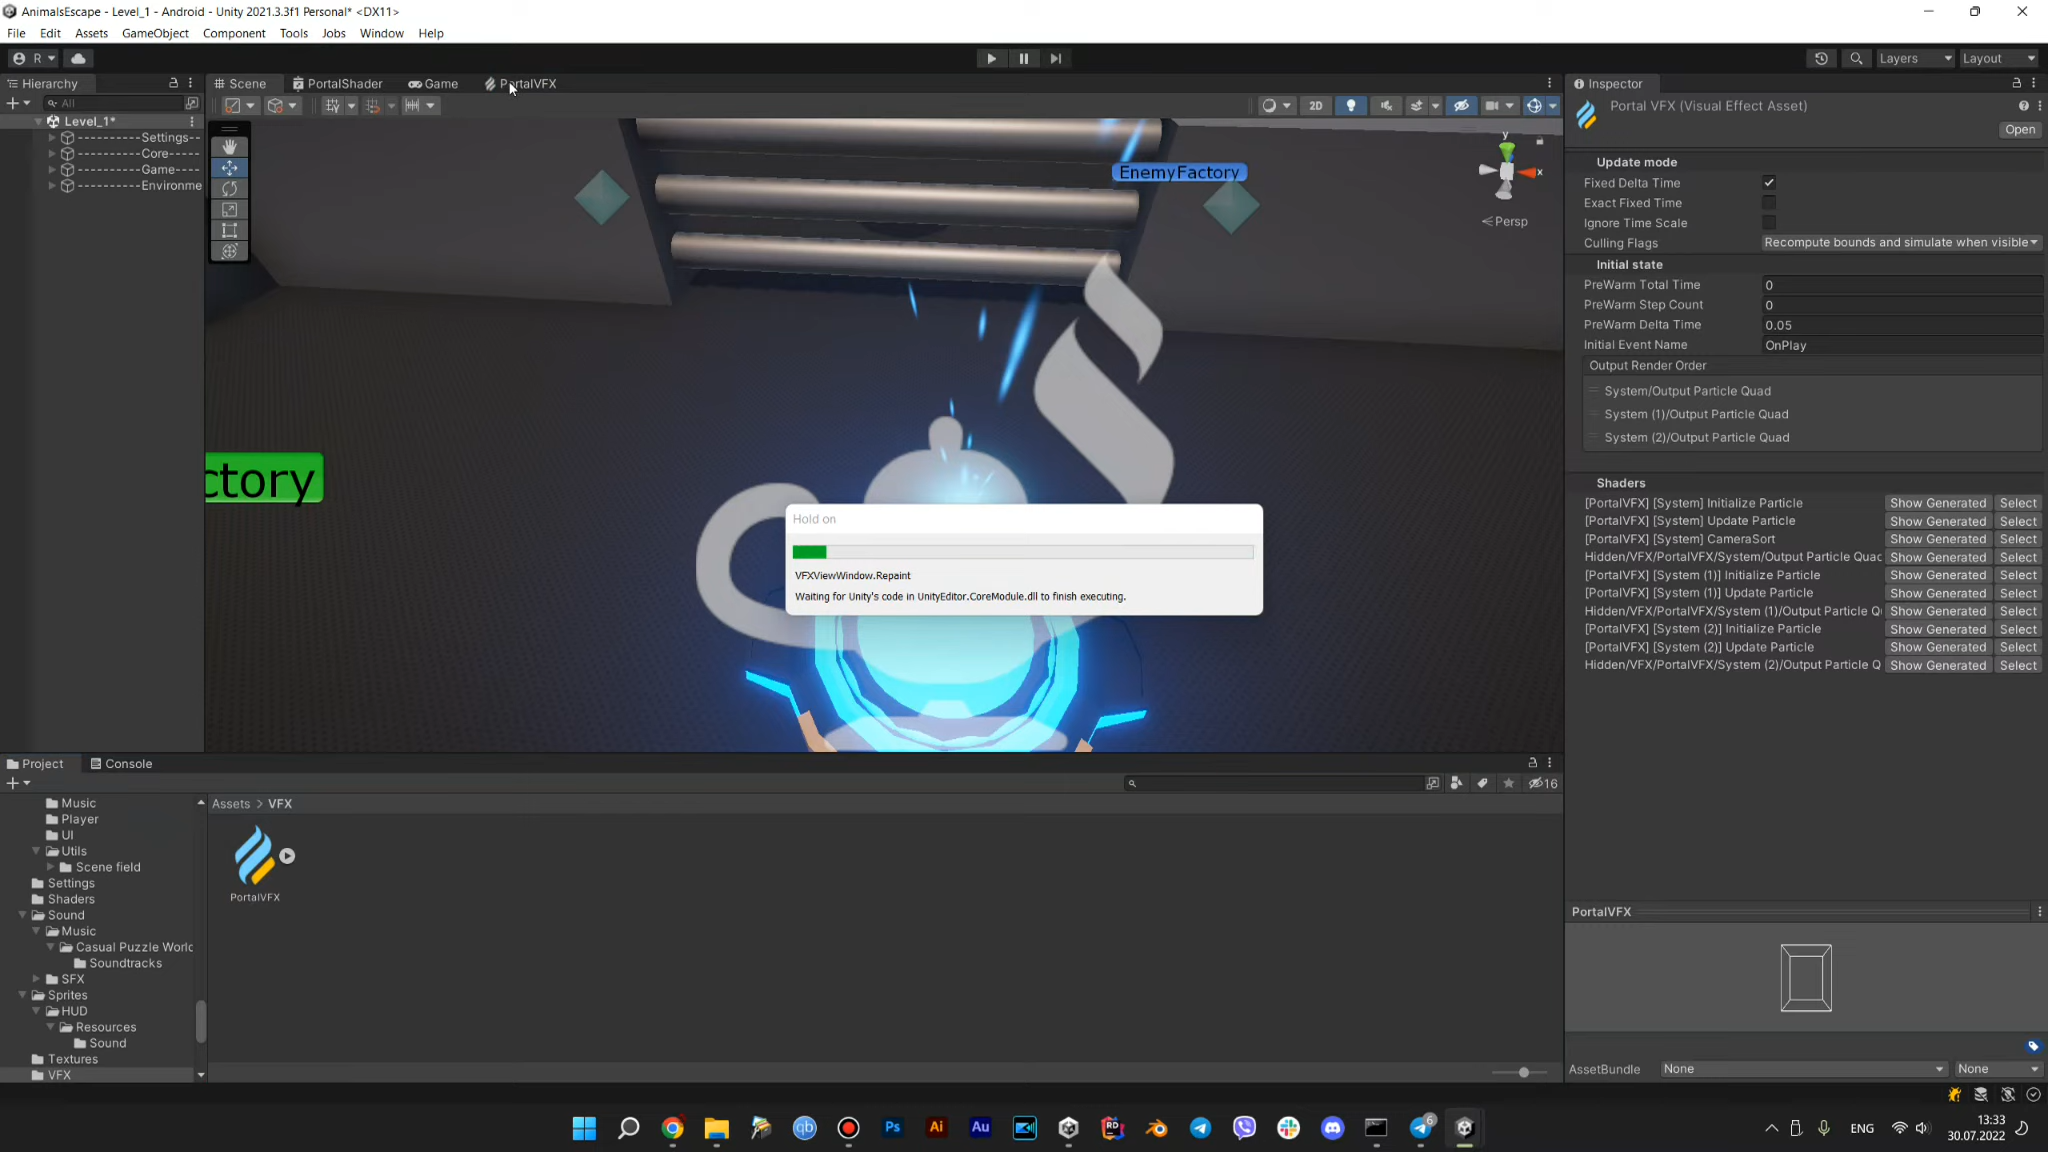 AnimalsEscape - Level_1 - Android - Unity 2021.3.3f1 Personal* <DX11>
File Edit Assets GameObject Component Tools Jobs Window Help
R Layers Layout
Hierarchy Scene PortalShader Game PortalVFX Inspector
All 2D
Level_1*
----------Settings--
----------Core----
----------Game----
----------Environme
EnemyFactory
y
x
Persp
ctory
Portal VFX (Visual Effect Asset)
Open
Update mode
Fixed Delta Time
Exact Fixed Time
Ignore Time Scale
Culling Flags Recompute bounds and simulate when visible
Initial state
PreWarm Total Time 0
PreWarm Step Count 0
PreWarm Delta Time 0.05
Initial Event Name OnPlay
Output Render Order
System/Output Particle Quad
System (1)/Output Particle Quad
System (2)/Output Particle Quad
Shaders
[PortalVFX] [System] Initialize Particle Show Generated Select
[PortalVFX] [System] Update Particle Show Generated Select
[PortalVFX] [System] CameraSort Show Generated Select
Hidden/VFX/PortalVFX/System/Output Particle Quad Show Generated Select
[PortalVFX] [System (1)] Initialize Particle Show Generated Select
[PortalVFX] [System (1)] Update Particle Show Generated Select
Hidden/VFX/PortalVFX/System (1)/Output Particle Q Show Generated Select
[PortalVFX] [System (2)] Initialize Particle Show Generated Select
[PortalVFX] [System (2)] Update Particle Show Generated Select
Hidden/VFX/PortalVFX/System (2)/Output Particle Q Show Generated Select
Hold on
VFXViewWindow.Repaint
Waiting for Unity's code in UnityEditor.CoreModule.dll to finish executing.
Project Console
16
Assets > VFX
Music
Player
UI
Utils
Scene field
Settings
Shaders
Sound
Music
Casual Puzzle World
Soundtracks
SFX
Sprites
HUD
Resources
Sound
Textures
VFX
PortalVFX
PortalVFX
AssetBundle None None
qb Ps Ai Au RD 6
ENG
13:33
30.07.2022